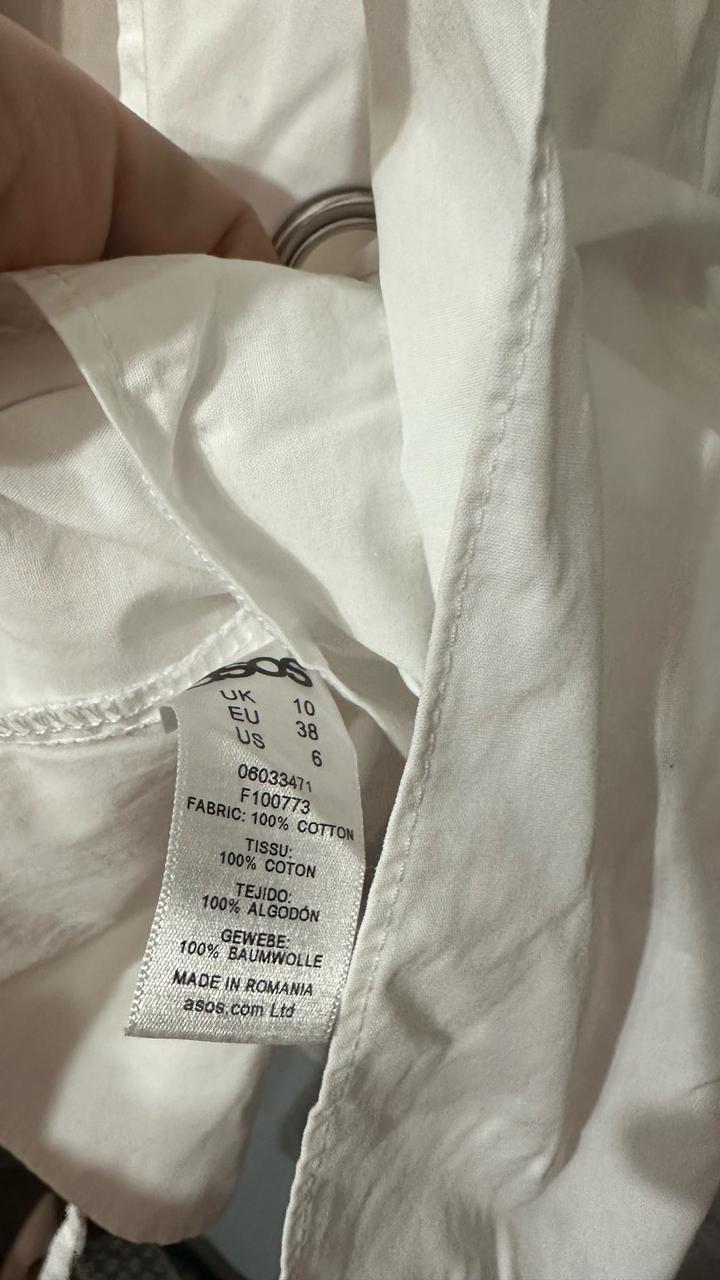 asos
UK 10
EU 38
US 6
06033471
F100773
FABRIC: 100% COTTON
TISSU:
100% COTON
TEJIDO:
100% ALGODÓN
GEWEBE:
100% BAUMWOLLE
MADE IN ROMANIA
asos.com Ltd